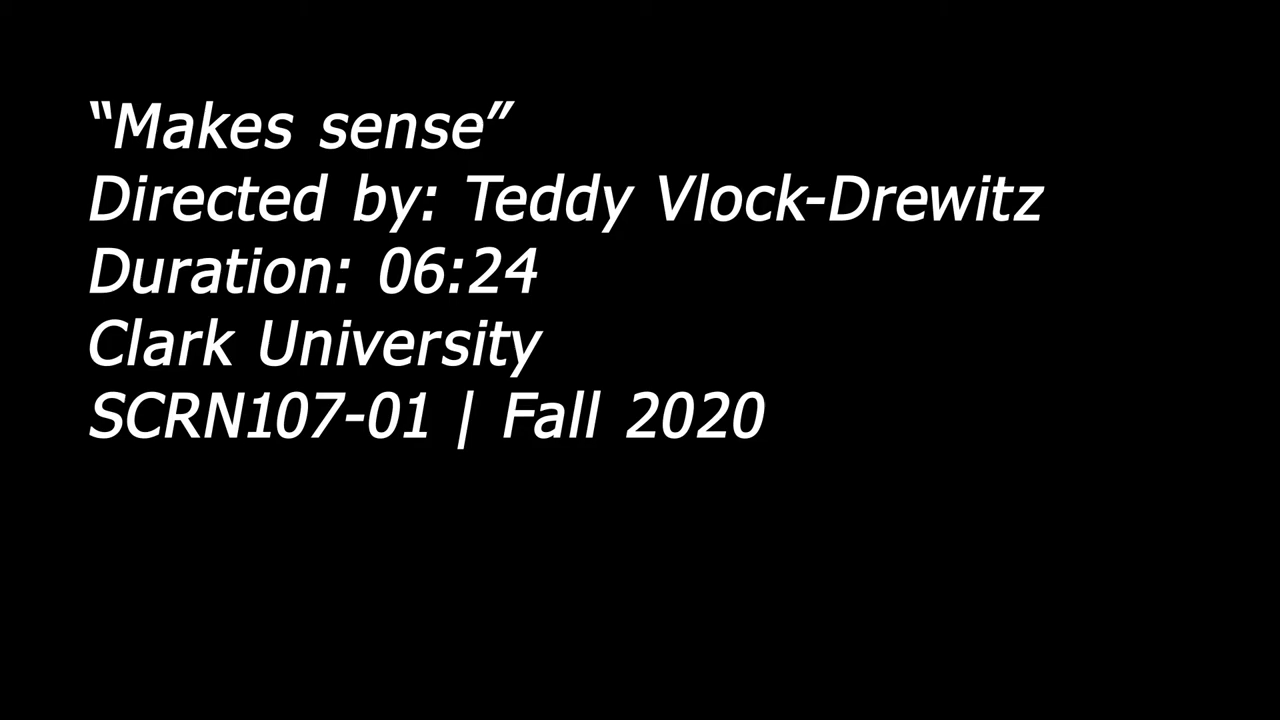 “Makes sense”
Directed by: Teddy Vlock-Drewitz
Duration: 06:24
Clark University
SCRN107-01 | Fall 2020